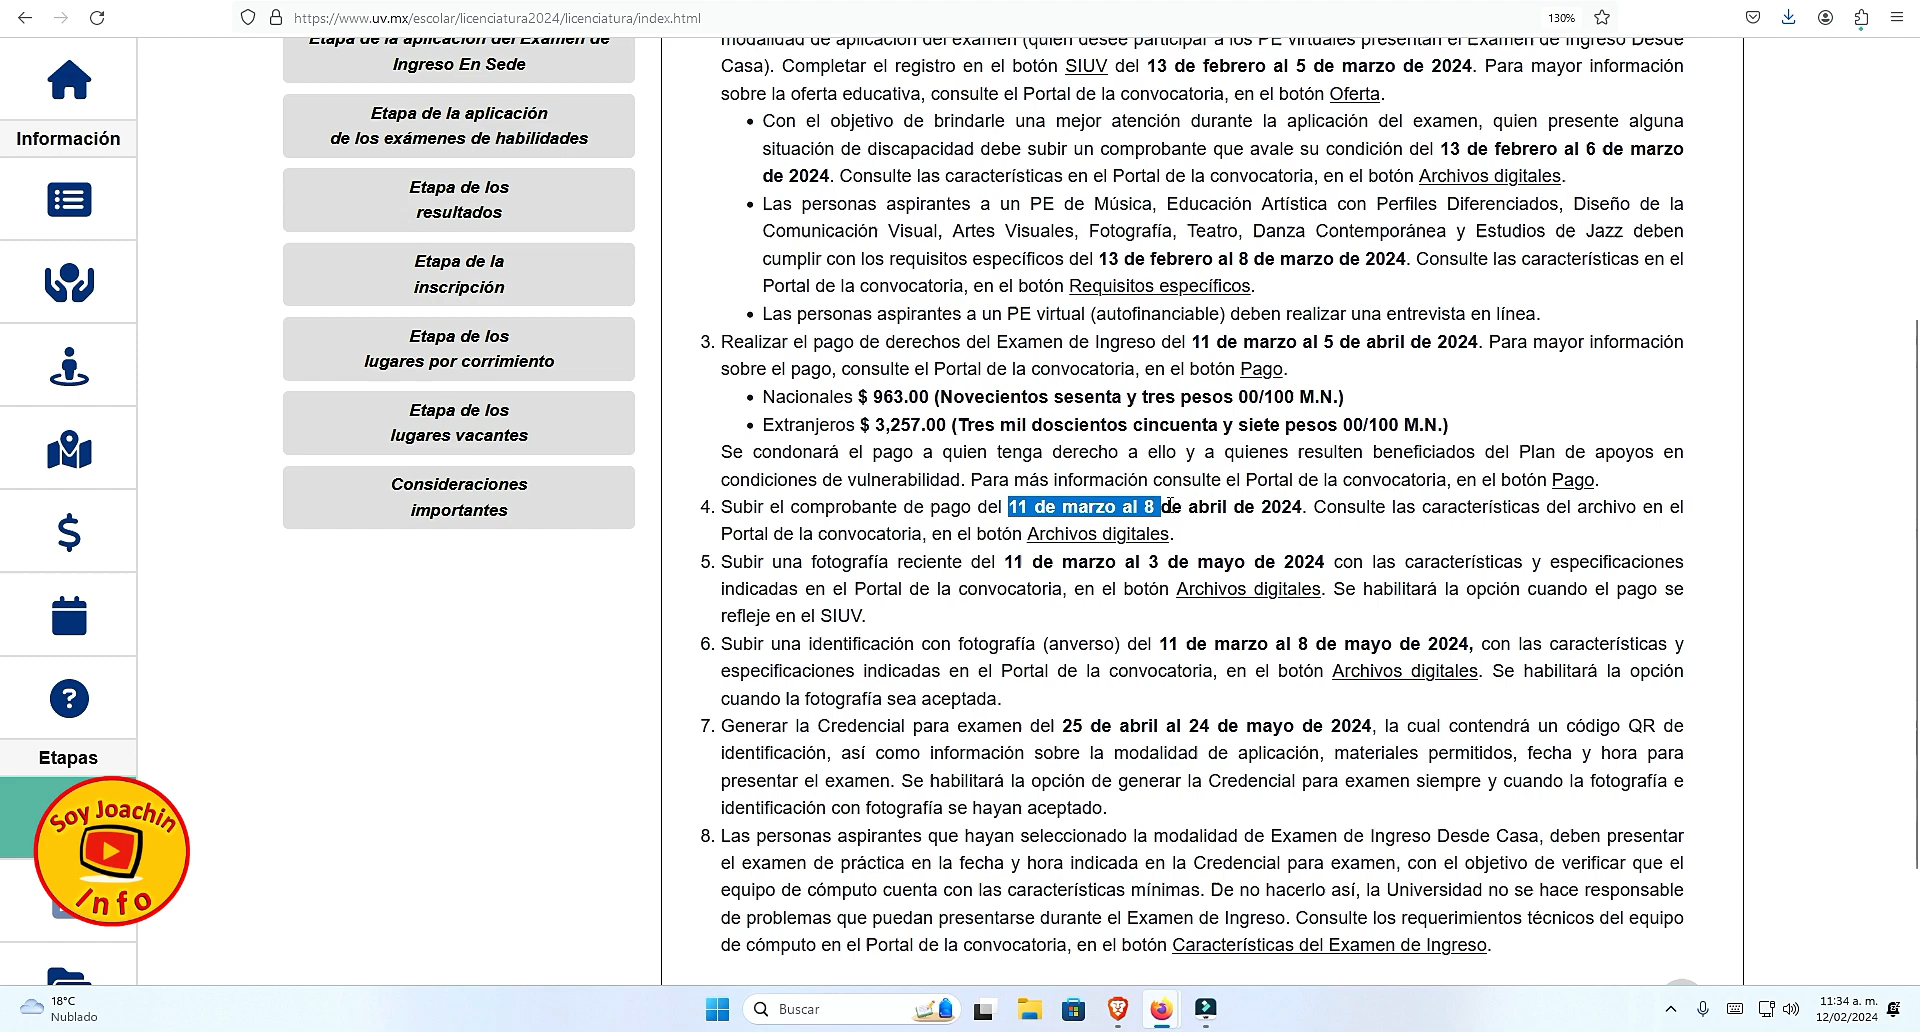 https://www.uv.mx/escolar/licenciatura2024/licenciatura/index.html
130%
Información
Etapas
Etapa de la aplicación del Examen de
Ingreso En Sede
Etapa de la aplicación
de los exámenes de habilidades
Etapa de los
resultados
Etapa de la
inscripción
Etapa de los
lugares por corrimiento
Etapa de los
lugares vacantes
Consideraciones
importantes
modalidad de aplicación del examen (quien desee participar a los PE virtuales presentan el Examen de Ingreso Desde
Casa). Completar el registro en el botón SIUV del 13 de febrero al 5 de marzo de 2024. Para mayor información
sobre la oferta educativa, consulte el Portal de la convocatoria, en el botón Oferta.
• Con el objetivo de brindarle una mejor atención durante la aplicación del examen, quien presente alguna
situación de discapacidad debe subir un comprobante que avale su condición del 13 de febrero al 6 de marzo
de 2024. Consulte las características en el Portal de la convocatoria, en el botón Archivos digitales.
• Las personas aspirantes a un PE de Música, Educación Artística con Perfiles Diferenciados, Diseño de la
Comunicación Visual, Artes Visuales, Fotografía, Teatro, Danza Contemporánea y Estudios de Jazz deben
cumplir con los requisitos específicos del 13 de febrero al 8 de marzo de 2024. Consulte las características en el
Portal de la convocatoria, en el botón Requisitos específicos.
• Las personas aspirantes a un PE virtual (autofinanciable) deben realizar una entrevista en línea.
3. Realizar el pago de derechos del Examen de Ingreso del 11 de marzo al 5 de abril de 2024. Para mayor información
sobre el pago, consulte el Portal de la convocatoria, en el botón Pago.
• Nacionales $ 963.00 (Novecientos sesenta y tres pesos 00/100 M.N.)
• Extranjeros $ 3,257.00 (Tres mil doscientos cincuenta y siete pesos 00/100 M.N.)
Se condonará el pago a quien tenga derecho a ello y a quienes resulten beneficiados del Plan de apoyos en
condiciones de vulnerabilidad. Para más información consulte el Portal de la convocatoria, en el botón Pago.
4. Subir el comprobante de pago del 11 de marzo al 8 de abril de 2024. Consulte las características del archivo en el
Portal de la convocatoria, en el botón Archivos digitales.
5. Subir una fotografía reciente del 11 de marzo al 3 de mayo de 2024 con las características y especificaciones
indicadas en el Portal de la convocatoria, en el botón Archivos digitales. Se habilitará la opción cuando el pago se
refleje en el SIUV.
6. Subir una identificación con fotografía (anverso) del 11 de marzo al 8 de mayo de 2024, con las características y
especificaciones indicadas en el Portal de la convocatoria, en el botón Archivos digitales. Se habilitará la opción
cuando la fotografía sea aceptada.
7. Generar la Credencial para examen del 25 de abril al 24 de mayo de 2024, la cual contendrá un código QR de
identificación, así como información sobre la modalidad de aplicación, materiales permitidos, fecha y hora para
presentar el examen. Se habilitará la opción de generar la Credencial para examen siempre y cuando la fotografía e
identificación con fotografía se hayan aceptado.
8. Las personas aspirantes que hayan seleccionado la modalidad de Examen de Ingreso Desde Casa, deben presentar
el examen de práctica en la fecha y hora indicada en la Credencial para examen, con el objetivo de verificar que el
equipo de cómputo cuenta con las características mínimas. De no hacerlo así, la Universidad no se hace responsable
de problemas que puedan presentarse durante el Examen de Ingreso. Consulte los requerimientos técnicos del equipo
de cómputo en el Portal de la convocatoria, en el botón Características del Examen de Ingreso.
Soy Joachin
Info
18°C
Nublado
Buscar
11:34 a. m.
12/02/2024